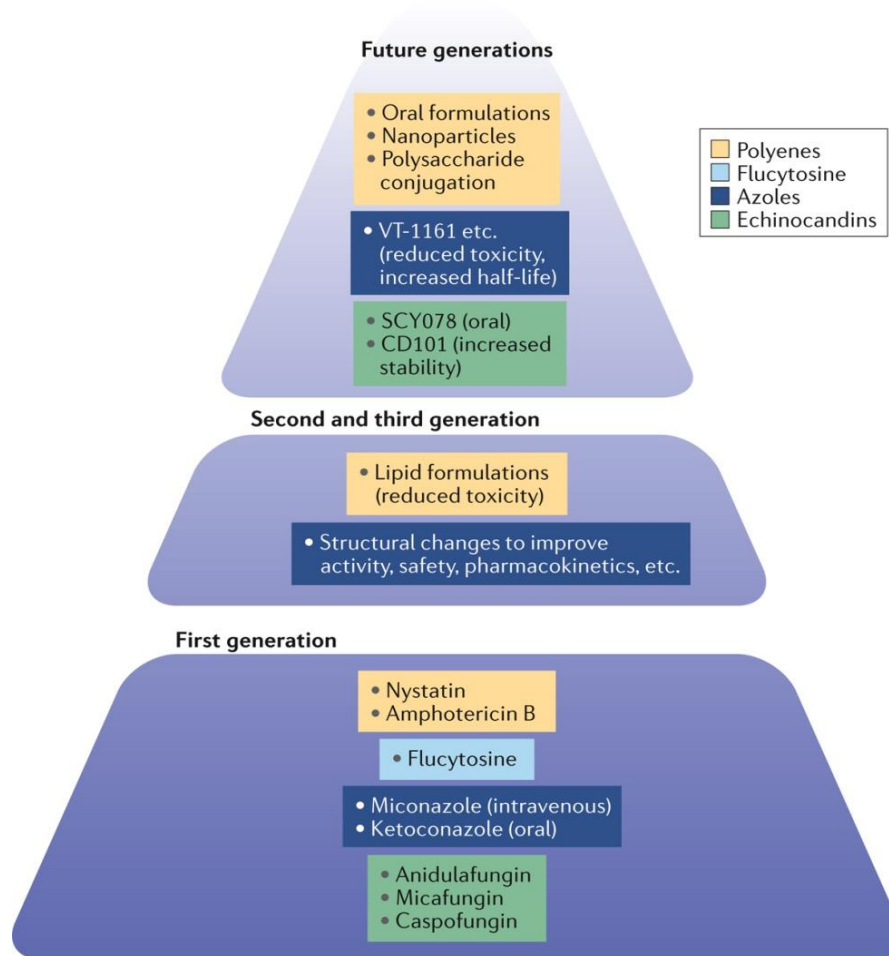 Future generations
• Oral formulations
• Nanoparticles
• Polysaccharide
conjugation
• VT-1161 etc.
(reduced toxicity,
increased half-life)
• SCY078 (oral)
• CD101 (increased
stability)
Polyenes
Flucytosine
Azoles
Echinocandins
Second and third generation
• Lipid formulations
(reduced toxicity)
• Structural changes to improve
activity, safety, pharmacokinetics, etc.
First generation
• Nystatin
• Amphotericin B
• Flucytosine
• Miconazole (intravenous)
• Ketoconazole (oral)
• Anidulafungin
• Micafungin
• Caspofungin